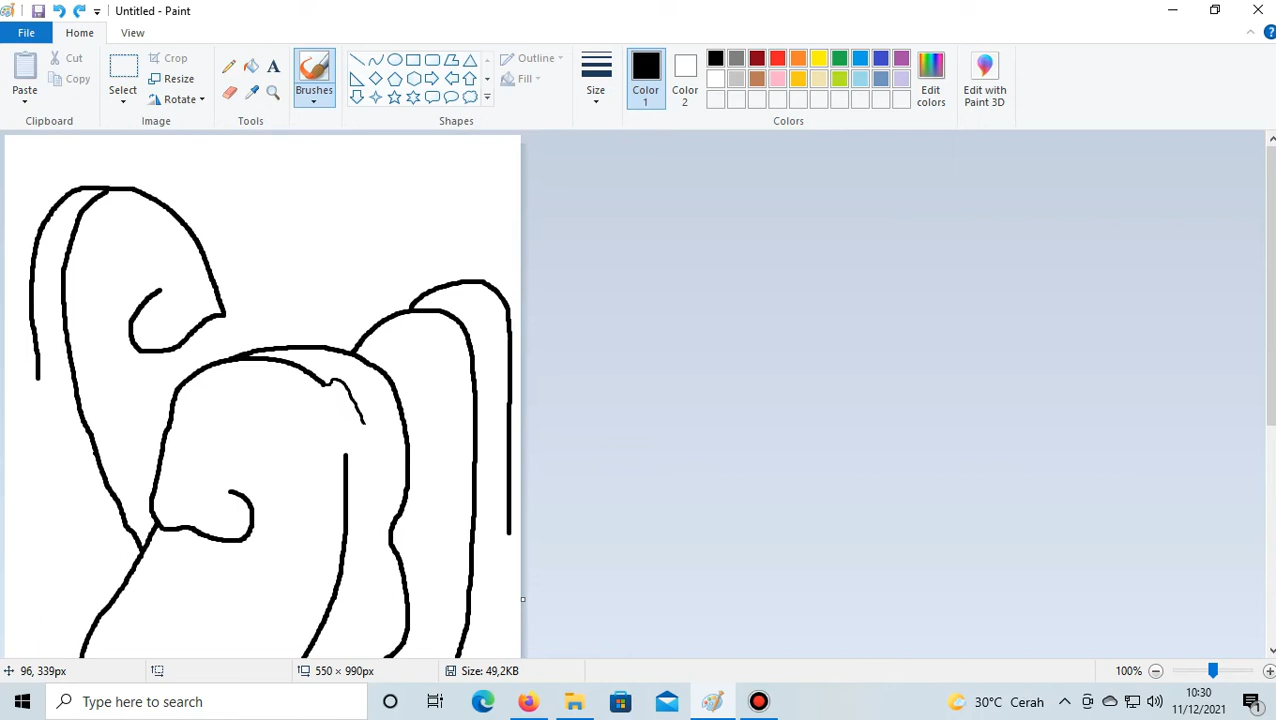 Untitled - Paint
File Home View
Paste
Cut
Copy
Clipboard
Select
Crop
Resize
Rotate
Image
A
Tools
Brushes
Outline
Fill
Shapes
Size
Color 1
Color 2
Edit colors
Colors
Edit with Paint 3D
96, 339px
550 × 990px
Size: 49,2KB
100%
Type here to search
30°C Cerah
10:30
11/12/2021
1